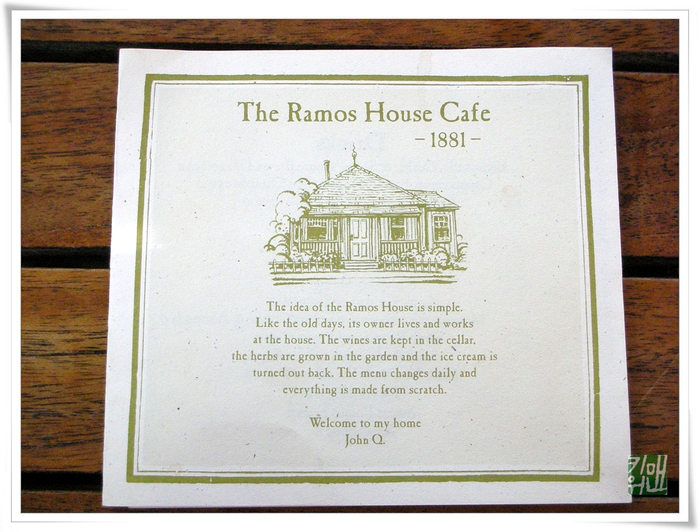 The Ramos House Cafe
– 1881 –
The idea of the Ramos House is simple.
Like the old days, its owner lives and works
at the house. The wines are kept in the cellar,
the herbs are grown in the garden and the ice cream is
turned out back. The menu changes daily and
everything is made from scratch.
Welcome to my home
John Q.